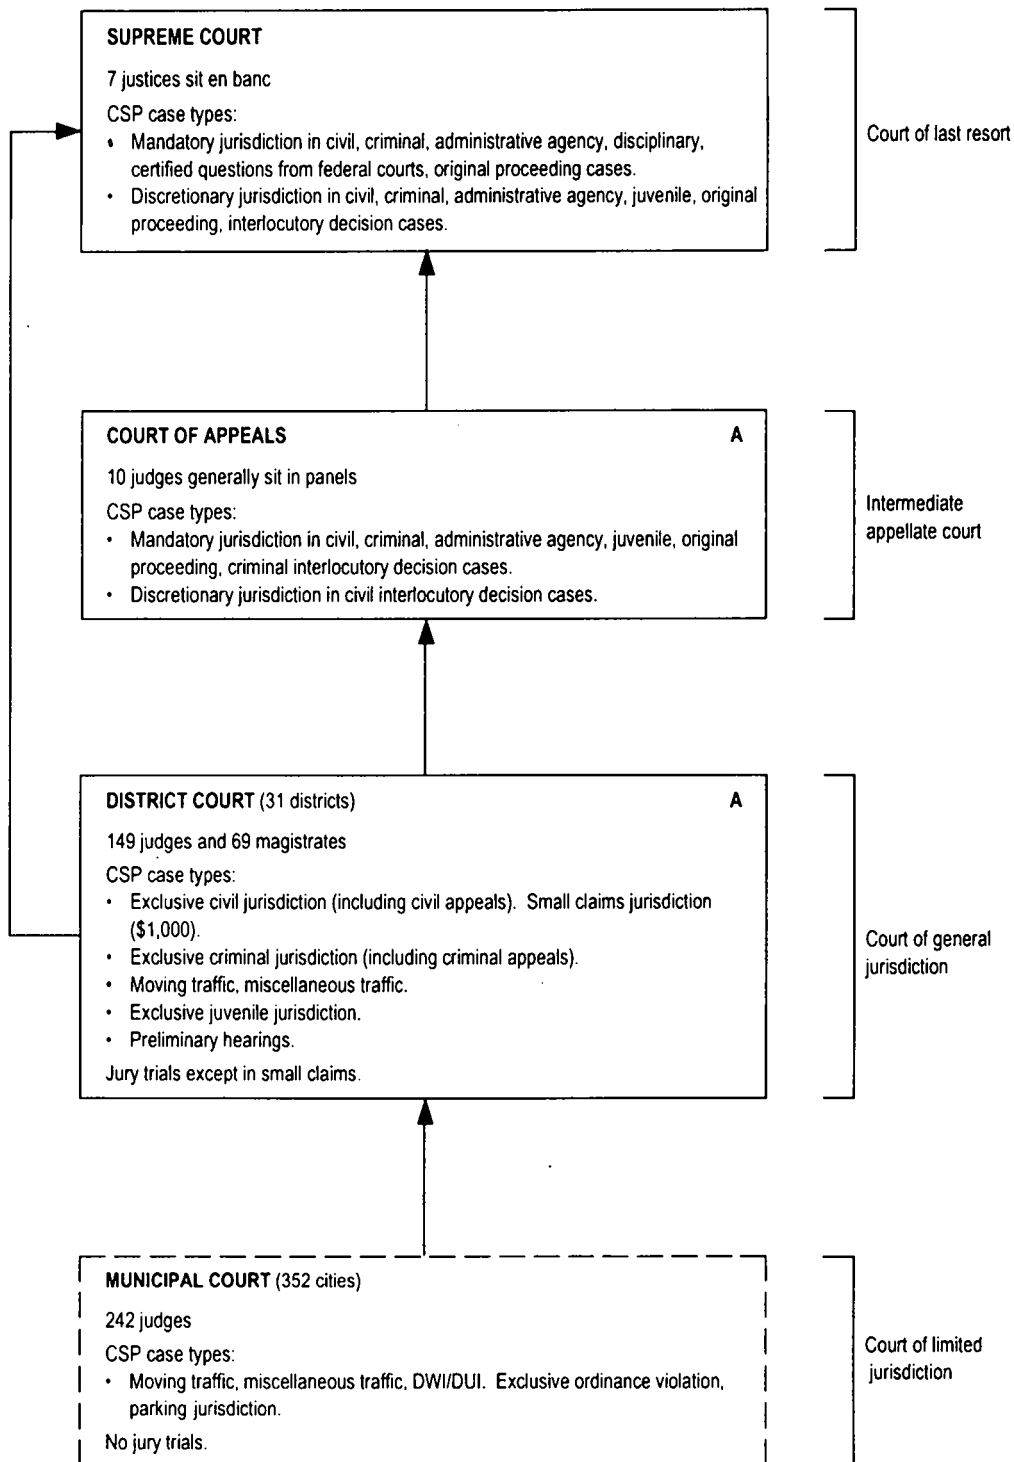 SUPREME COURT
7 justices sit en banc
CSP case types:
• Mandatory jurisdiction in civil, criminal, administrative agency, disciplinary,
certified questions from federal courts, original proceeding cases.
• Discretionary jurisdiction in civil, criminal, administrative agency, juvenile, original
proceeding, interlocutory decision cases.
Court of last resort
COURT OF APPEALS A
10 judges generally sit in panels
CSP case types:
• Mandatory jurisdiction in civil, criminal, administrative agency, juvenile, original
proceeding, criminal interlocutory decision cases.
• Discretionary jurisdiction in civil interlocutory decision cases.
Intermediate
appellate court
DISTRICT COURT (31 districts) A
149 judges and 69 magistrates
CSP case types:
• Exclusive civil jurisdiction (including civil appeals). Small claims jurisdiction
($1,000).
• Exclusive criminal jurisdiction (including criminal appeals).
• Moving traffic, miscellaneous traffic.
• Exclusive juvenile jurisdiction.
• Preliminary hearings.
Jury trials except in small claims.
Court of general
jurisdiction
MUNICIPAL COURT (352 cities)
242 judges
CSP case types:
• Moving traffic, miscellaneous traffic, DWI/DUI. Exclusive ordinance violation,
parking jurisdiction.
No jury trials.
Court of limited
jurisdiction